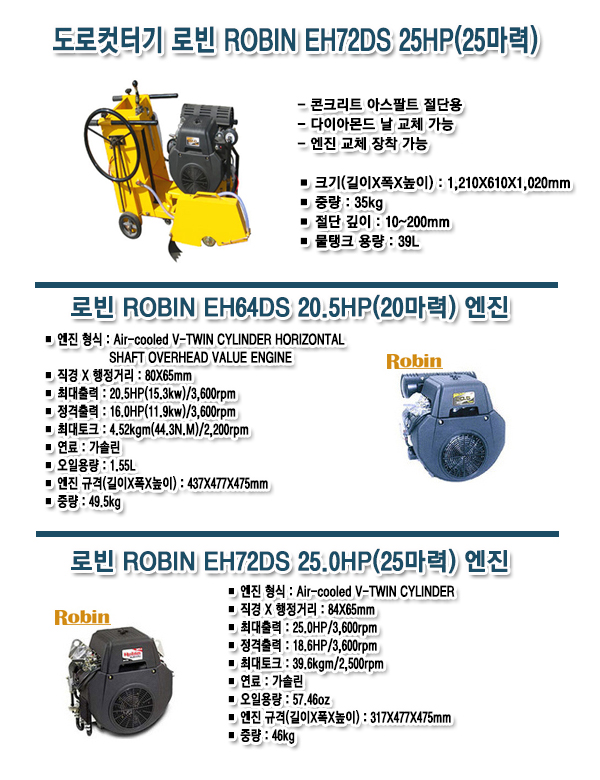 도로컷터기 로빈 ROBIN EH72DS 25HP(25마력)
- 콘크리트 아스팔트 절단용
- 다이아몬드 날 교체 가능
- 엔진 교체 장착 가능
■ 크기(길이X폭X높이) : 1,210X610X1,020mm
■ 중량 : 35kg
■ 절단 깊이 : 10~200mm
■ 물탱크 용량 : 39L
로빈 ROBIN EH64DS 20.5HP(20마력) 엔진
■ 엔진 형식 : Air-cooled V-TWIN CYLINDER HORIZONTAL
SHAFT OVERHEAD VALUE ENGINE
■ 직경 X 행정거리 : 80X65mm
■ 최대출력 : 20.5HP(15.3kw)/3,600rpm
■ 정격출력 : 16.0HP(11.9kw)/3,600rpm
■ 최대토크 : 4.52kgm(44.3N.M)/2,200rpm
■ 연료 : 가솔린
■ 오일용량 : 1.55L
■ 엔진 규격(길이X폭X높이) : 437X477X475mm
■ 중량 : 49.5kg
Robin
로빈 ROBIN EH72DS 25.0HP(25마력) 엔진
Robin
■ 엔진 형식 : Air-cooled V-TWIN CYLINDER
■ 직경 X 행정거리 : 84X65mm
■ 최대출력 : 25.0HP/3,600rpm
■ 정격출력 : 18.6HP/3,600rpm
■ 최대토크 : 39.6kgm/2,500rpm
■ 연료 : 가솔린
■ 오일용량 : 57.46oz
■ 엔진 규격(길이X폭X높이) : 317X477X475mm
■ 중량 : 46kg